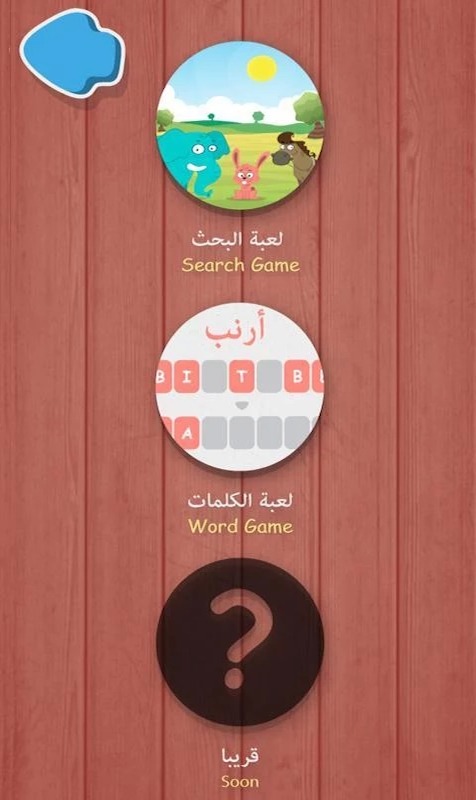 لعبة البحث
Search Game
أرنب
B I T B
A
لعبة الكلمات
Word Game
?
قريبا
Soon